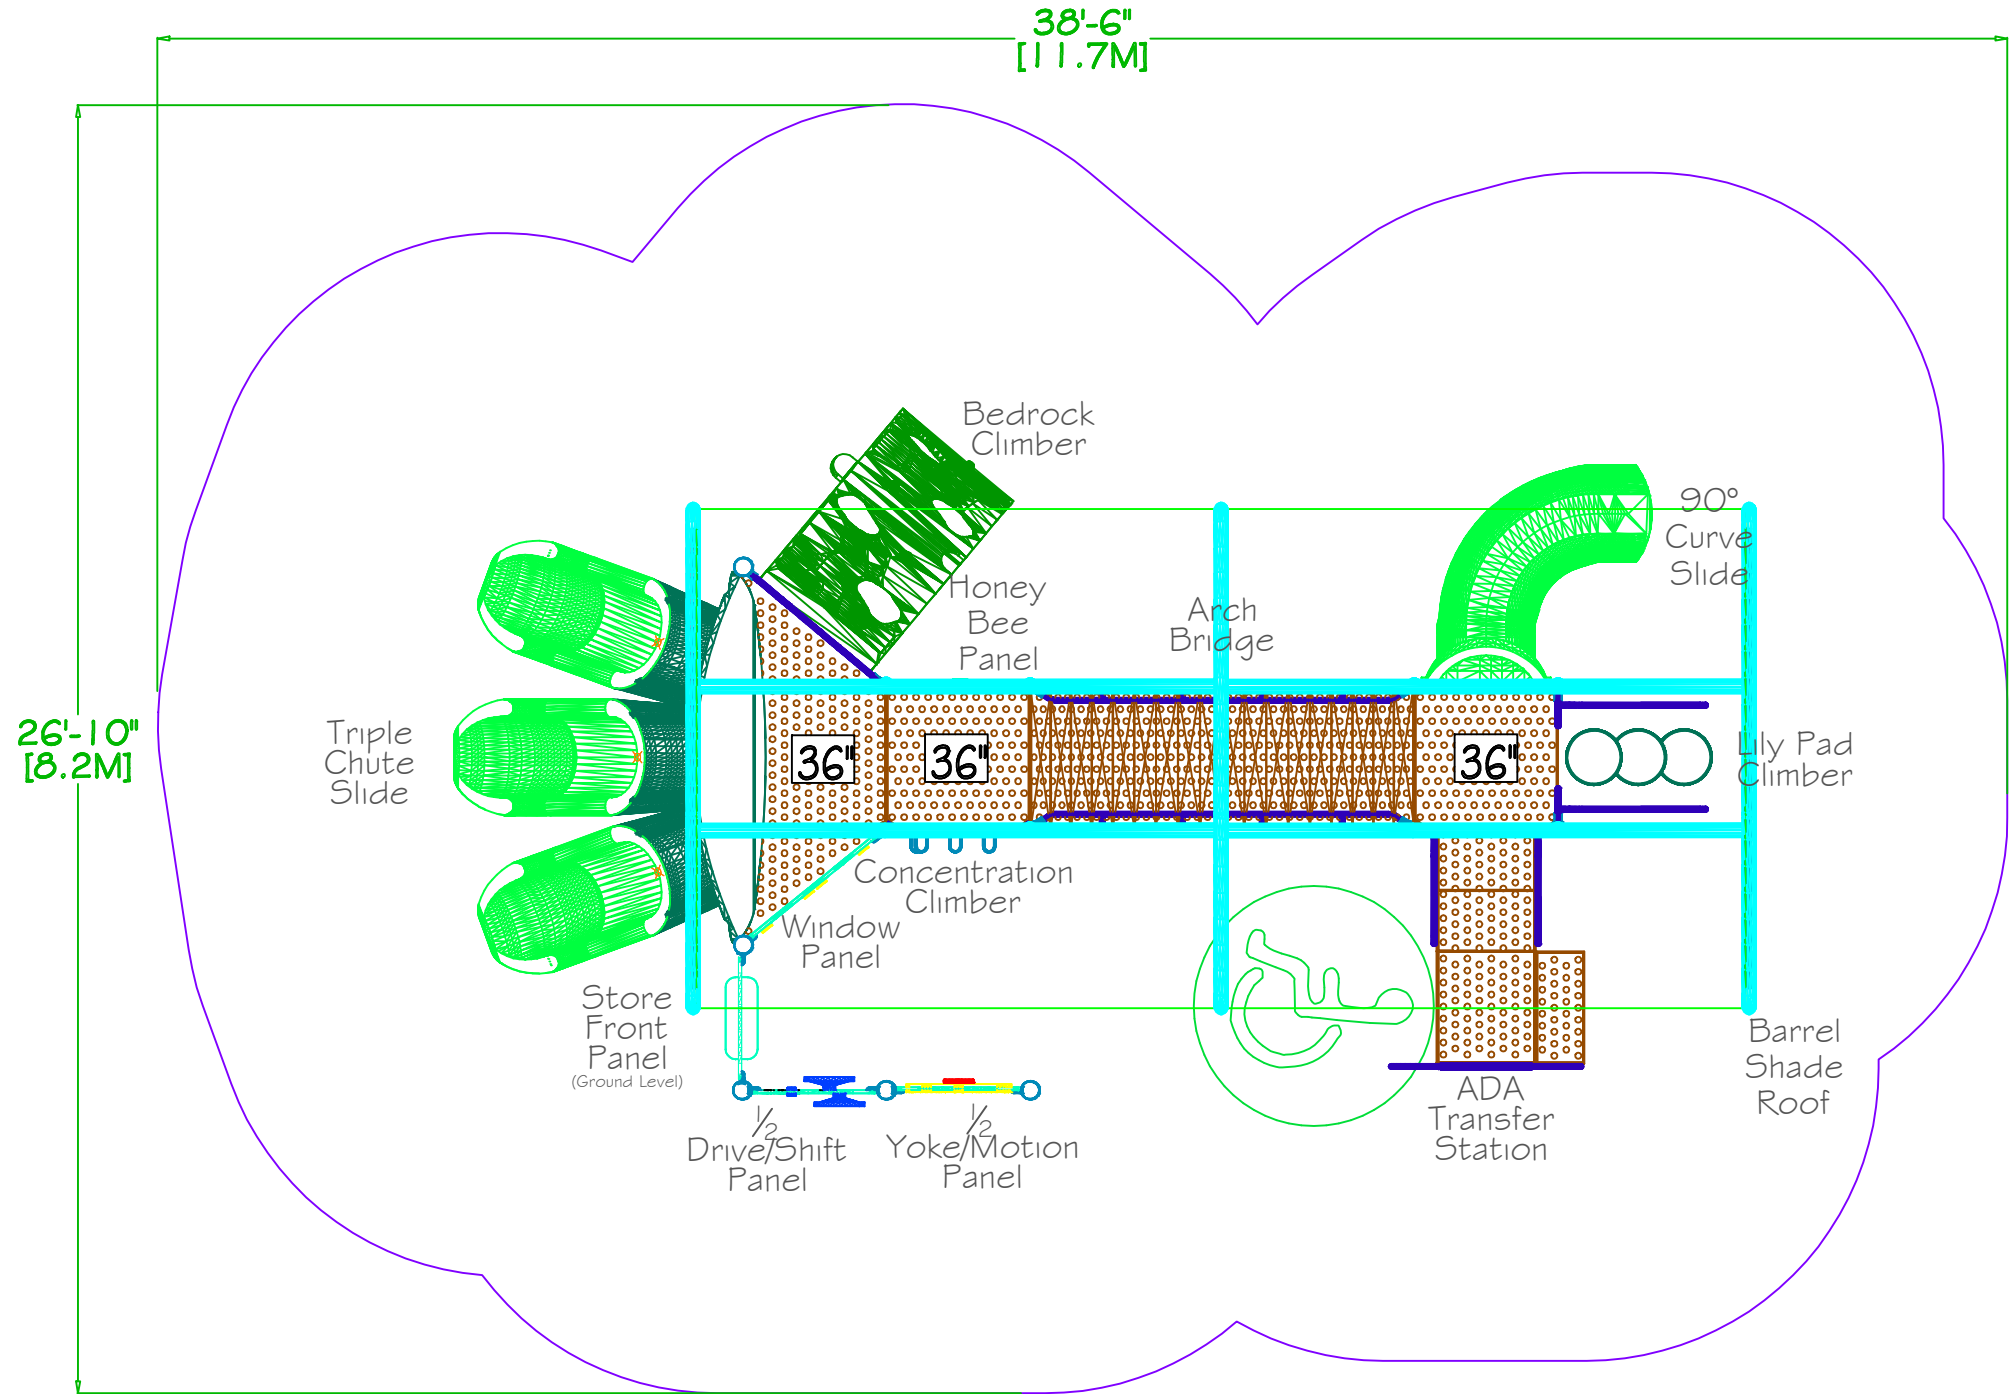 38'-6"
[11.7M]
Bedrock
Climber
90°
Curve
Slide
Honey
Bee
Panel
Arch
Bridge
26'-10"
[8.2M]
Triple
Chute
Slide
36"
36"
36"
Lily Pad
Climber
Concentration
Climber
Window
Panel
Store
Front
Panel
(Ground Level)
Barrel
Shade
Roof
ADA
Transfer
Station
½
Drive/Shift
Panel
½
Yoke/Motion
Panel